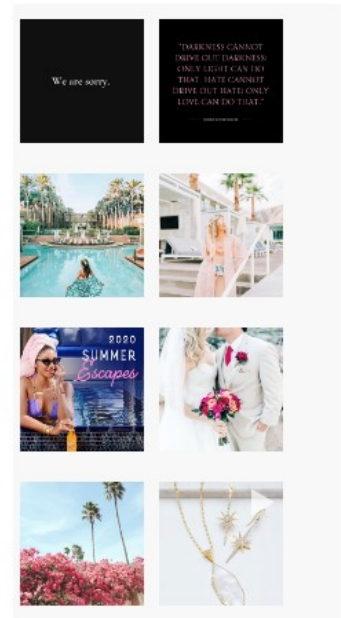 We are sorry.
"DARKNESS CANNOT
DRIVE OUT DARKNESS:
ONLY LIGHT CAN DO
THAT. HATE CANNOT
DRIVE OUT HATE: ONLY
LOVE CAN DO THAT."
2020
SUMMER
Escapes